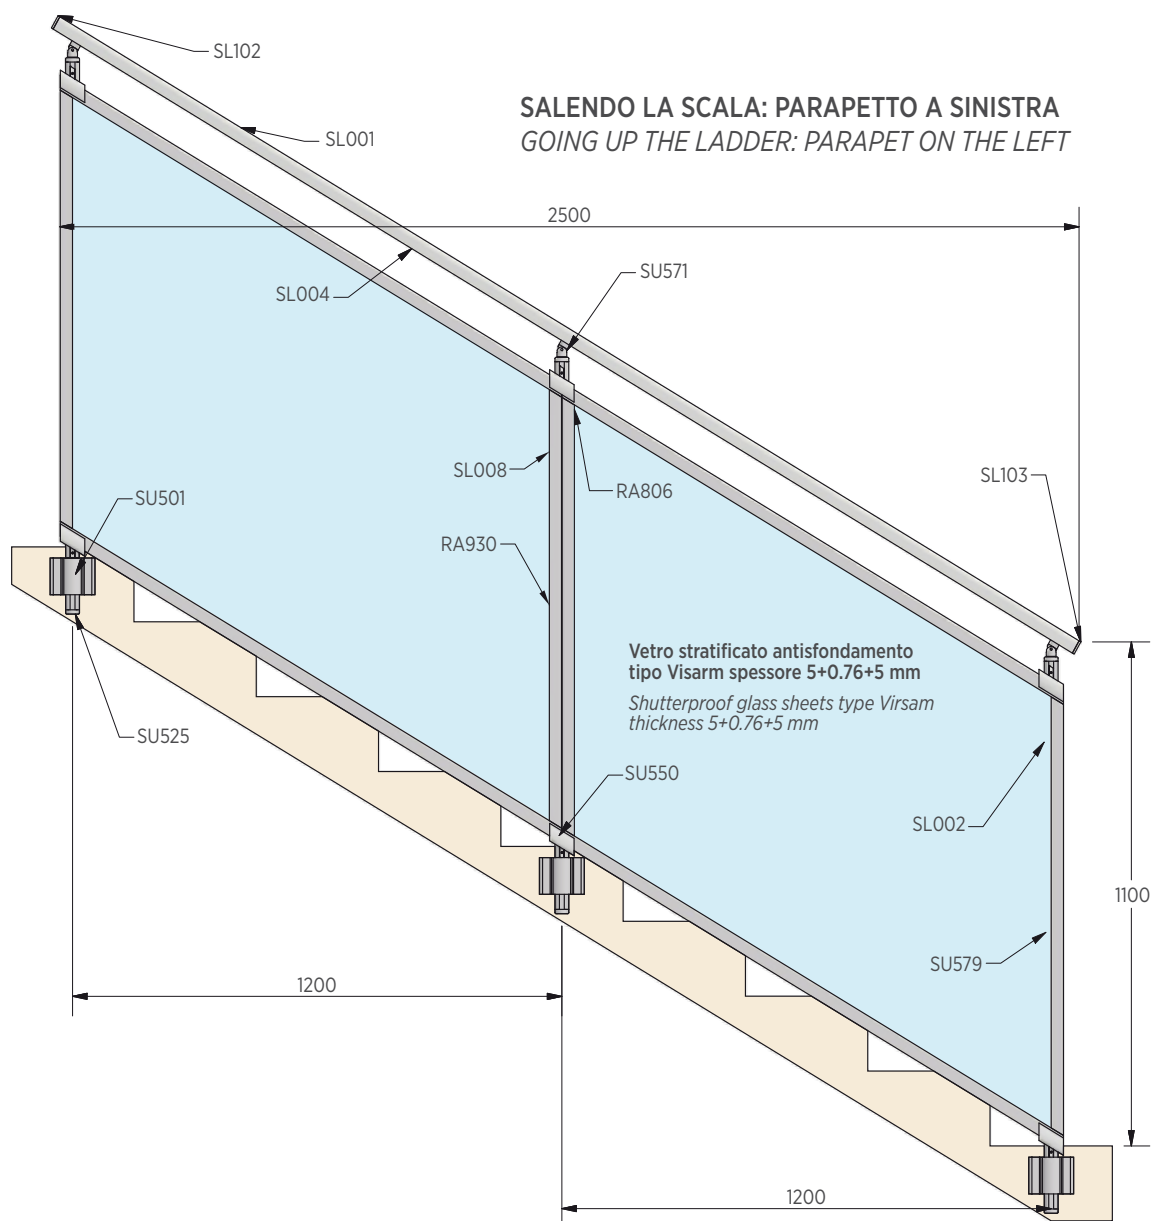 SL102
SALENDO LA SCALA: PARAPETTO A SINISTRA
GOING UP THE LADDER: PARAPET ON THE LEFT
SL001
2500
SU571
SL004
SL008
RA806
SL103
SU501
RA930
Vetro stratificato antisfondamento
tipo Visarm spessore 5+0.76+5 mm
Shutterproof glass sheets type Virsam
thickness 5+0.76+5 mm
SU525
SU550
SL002
1100
SU579
1200
1200